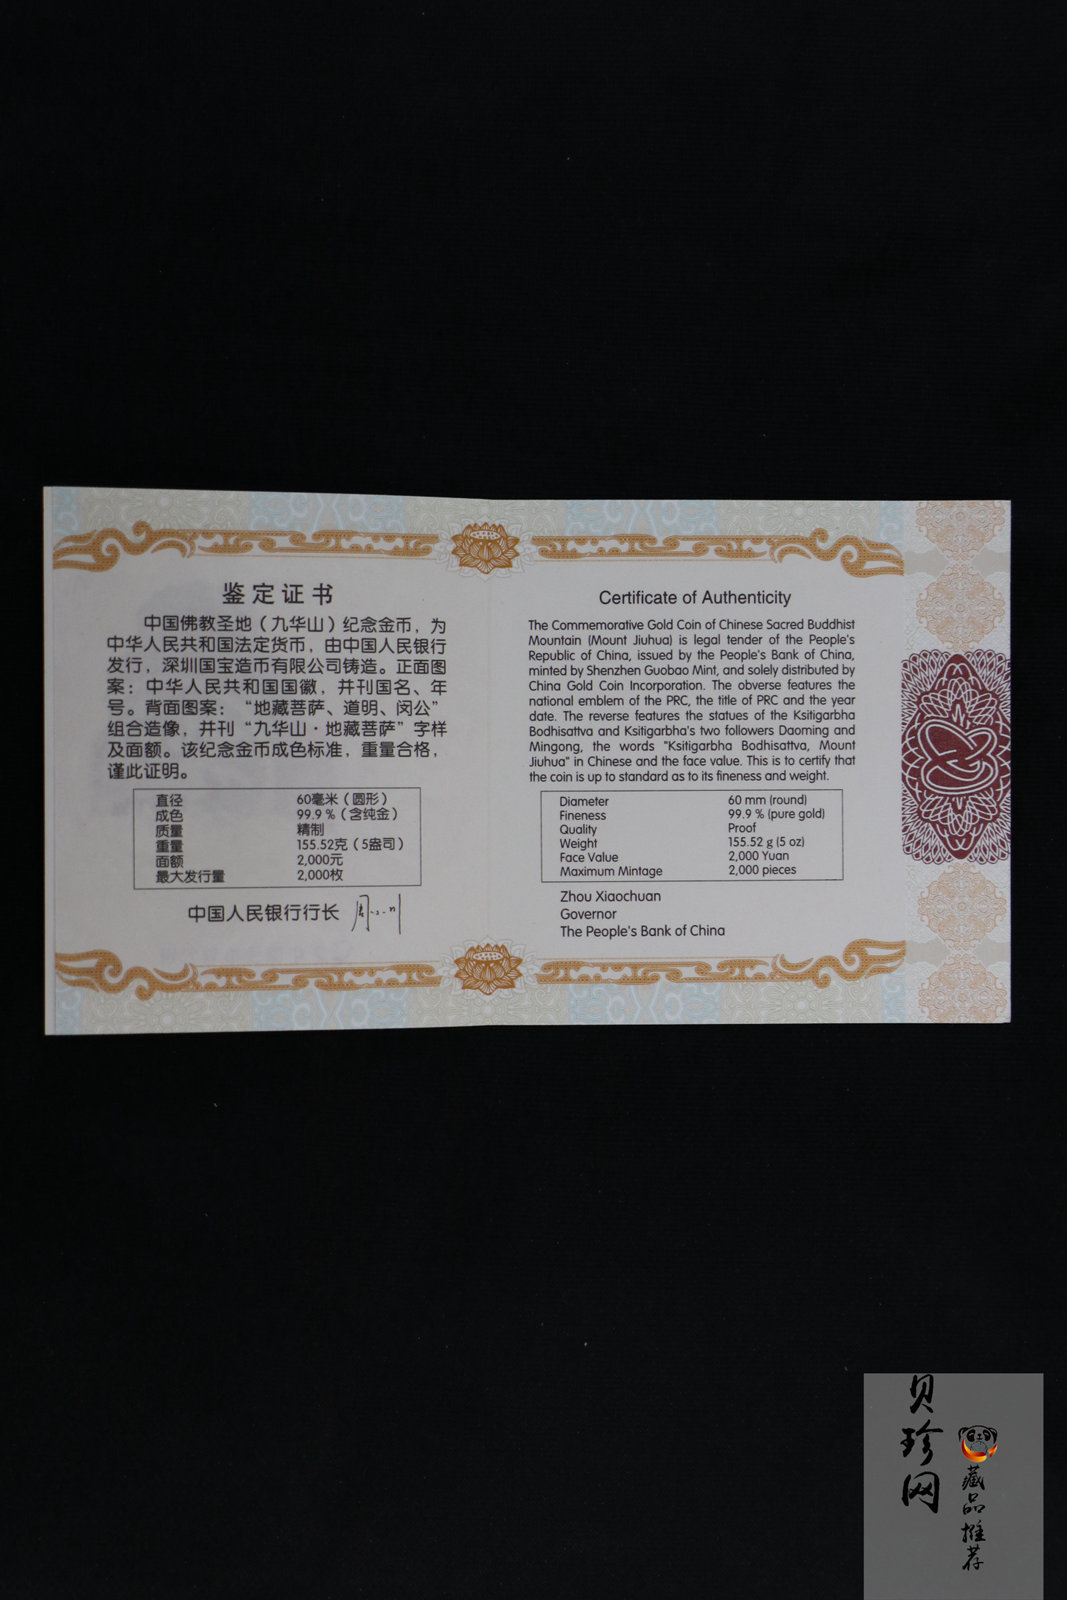 鉴定证书
中国佛教圣地（九华山）纪念金币，为
中华人民共和国法定货币，由中国人民银行
发行，深圳国宝造币有限公司铸造。正面图
案：中华人民共和国国徽，并刊国名、年
号。背面图案：“地藏菩萨、道明、闵公”
组合造像，并刊“九华山·地藏菩萨”字样
及面额。该纪念金币成色标准，重量合格，
谨此证明。
直径 60毫米（圆形）
成色 99.9％（含纯金）
质量 精制
重量 155.52克（5盎司）
面额 2,000元
最大发行量 2,000枚
中国人民银行行长
Certificate of Authenticity
The Commemorative Gold Coin of Chinese Sacred Buddhist
Mountain (Mount Jiuhua) is legal tender of the People's
Republic of China, issued by the People's Bank of China,
minted by Shenzhen Guobao Mint, and solely distributed by
China Gold Coin Incorporation. The obverse features the
national emblem of the PRC, the title of PRC and the year
date. The reverse features the statues of the Ksitigarbha
Bodhisattva and Ksitigarbha's two followers Daoming and
Mingong, the words "Ksitigarbha Bodhisattva, Mount
Jiuhua" in Chinese and the face value. This is to certify that
the coin is up to standard as to its fineness and weight.
Diameter 60 mm (round)
Fineness 99.9 % (pure gold)
Quality Proof
Weight 155.52 g (5 oz)
Face Value 2,000 Yuan
Maximum Mintage 2,000 pieces
Zhou Xiaochuan
Governor
The People's Bank of China
贝珍网
藏品推荐